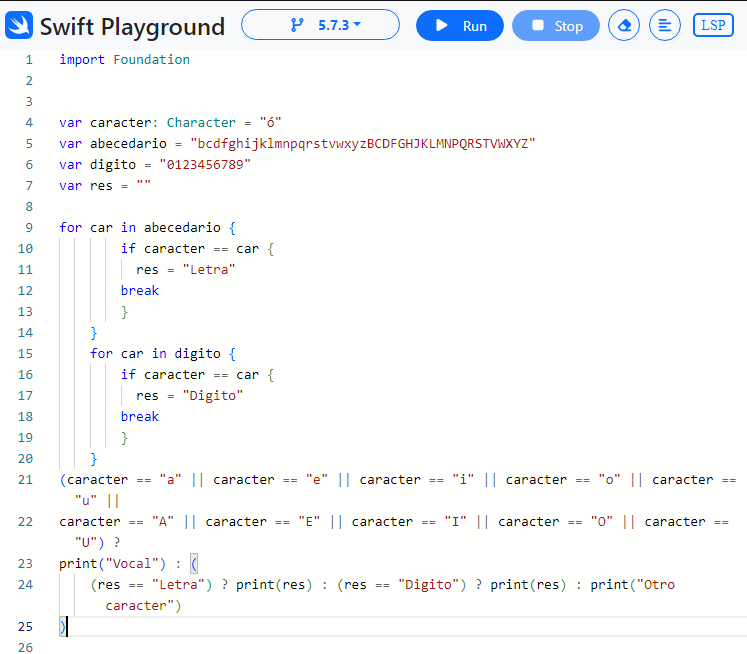 Swift Playground
5.7.3
Run
Stop
LSP
1 import Foundation
2
3
4 var caracter: Character = "ó"
5 var abecedario = "bcdfghijklmnpqrstvwxyzBCDFGHJKLMNPQRSTVWXYZ"
6 var digito = "0123456789"
7 var res = ""
8
9 for car in abecedario {
10 if caracter == car {
11 res = "Letra"
12 break
13 }
14 }
15 for car in digito {
16 if caracter == car {
17 res = "Digito"
18 break
19 }
20 }
21 (caracter == "a" || caracter == "e" || caracter == "i" || caracter == "o" || caracter ==
"u" ||
22 caracter == "A" || caracter == "E" || caracter == "I" || caracter == "O" || caracter ==
"U") ?
23 print("Vocal") : (
24 (res == "Letra") ? print(res) : (res == "Digito") ? print(res) : print("Otro
caracter")
25 )
26